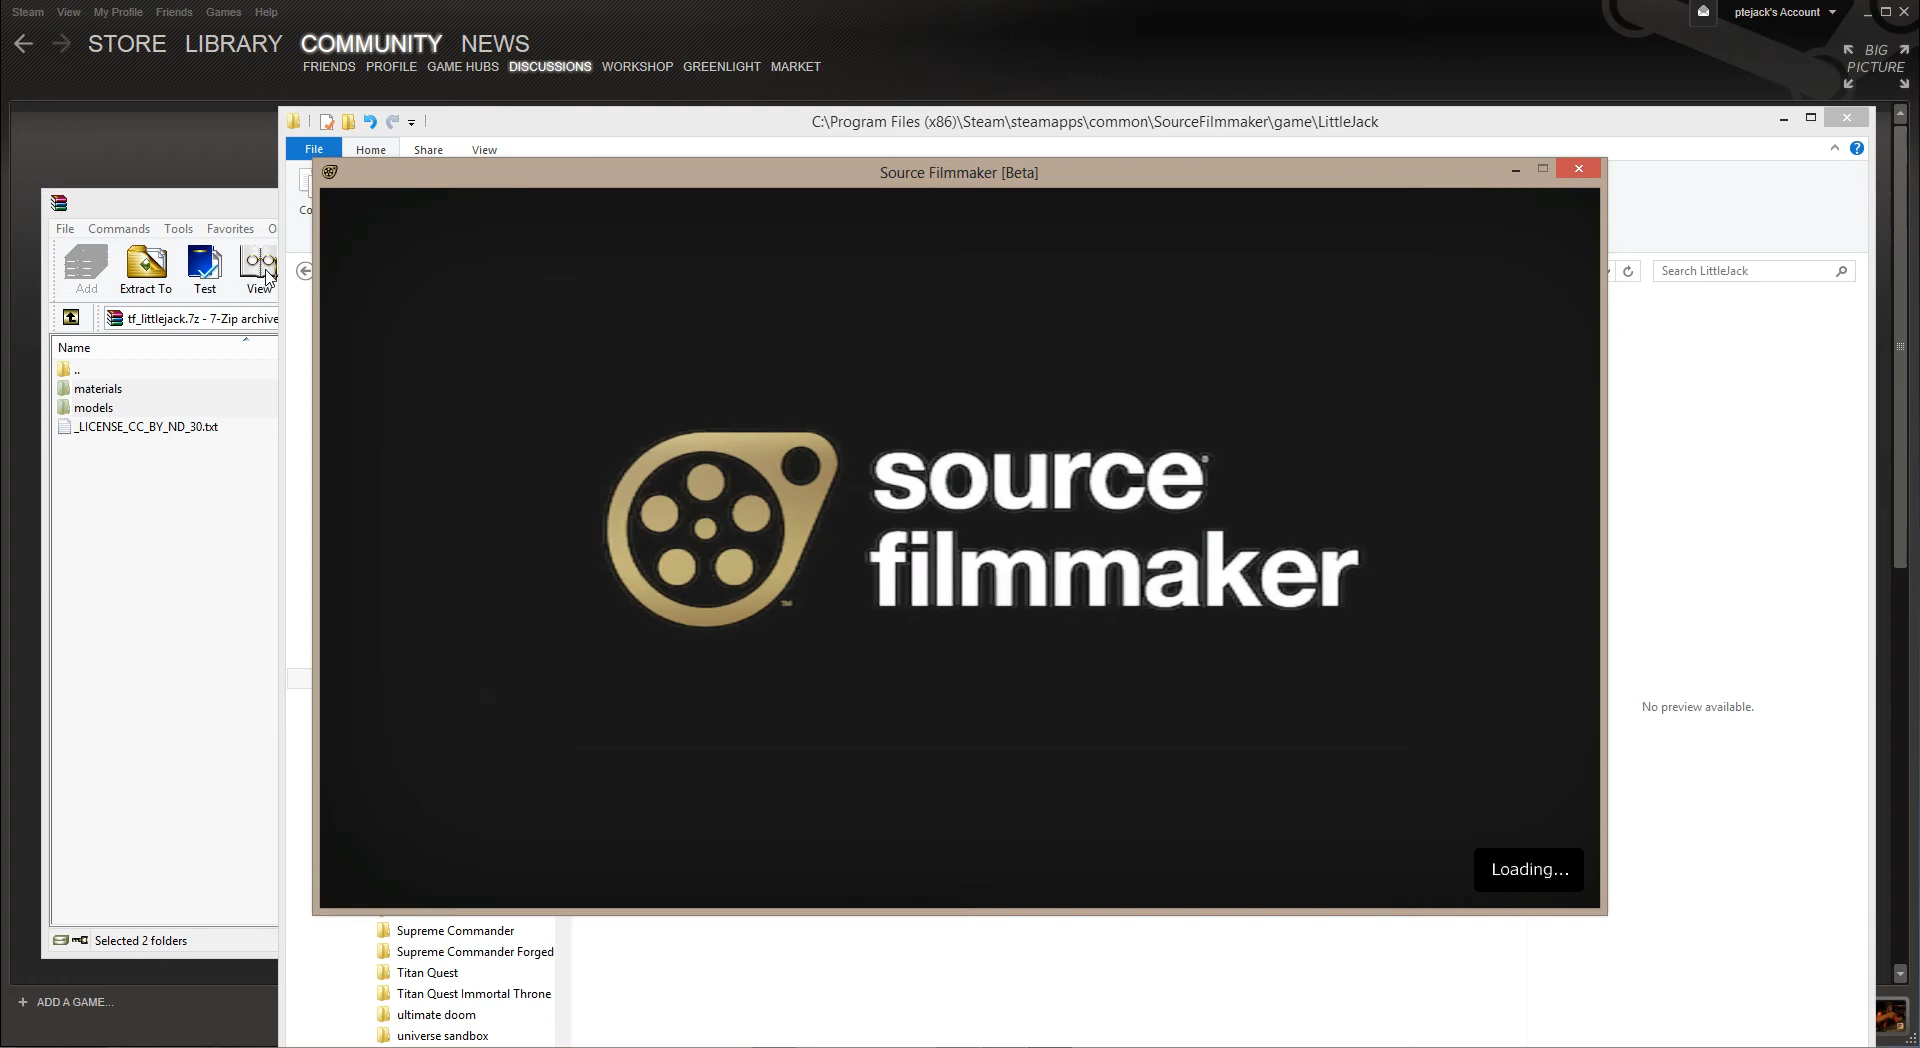 Steam View My Profile Friends Games Help
ptejack's Account
STORE LIBRARY COMMUNITY NEWS
BIG PICTURE
FRIENDS PROFILE GAME HUBS DISCUSSIONS WORKSHOP GREENLIGHT MARKET
C:\Program Files (x86)\Steam\steamapps\common\SourceFilmmaker\game\LittleJack
File Home Share View
Source Filmmaker [Beta]
Co
File Commands Tools Favorites O
Add Extract To Test View
Search LittleJack
tf_littlejack.7z - 7-Zip archive
Name
..
materials
models
_LICENSE_CC_BY_ND_30.txt
source
filmmaker
TM
No preview available.
Loading...
Selected 2 folders
Supreme Commander
Supreme Commander Forged
Titan Quest
Titan Quest Immortal Throne
ultimate doom
universe sandbox
+ ADD A GAME...